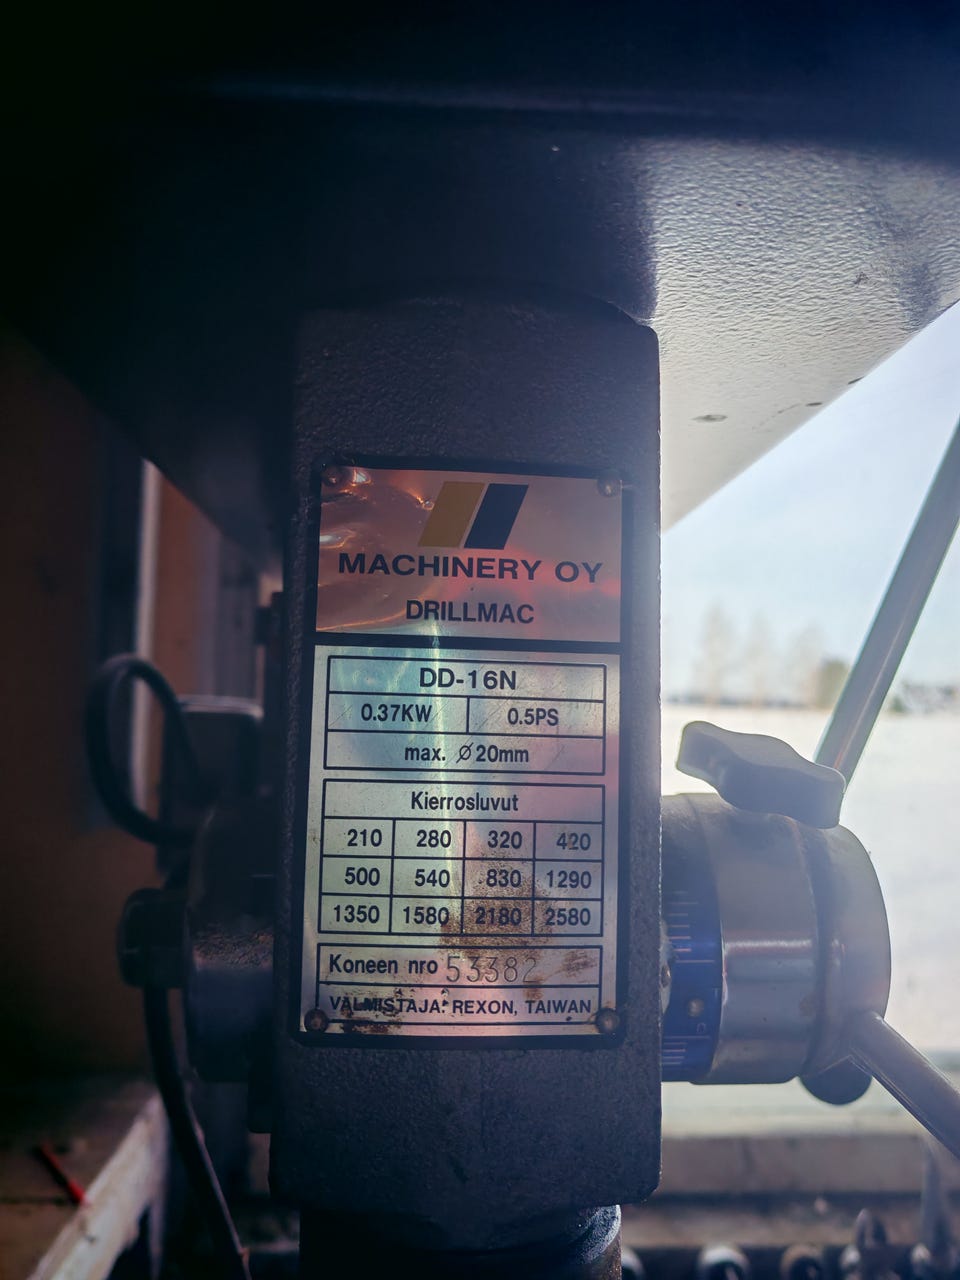 MACHINERY OY
DRILLMAC
DD-16N
0.37KW 0.5PS
max. Ø 20mm
Kierrosluvut
210 280 320 420
500 540 830 1290
1350 1580 2180 2580
Koneen nro 53382
VALMISTAJA: REXON, TAIWAN